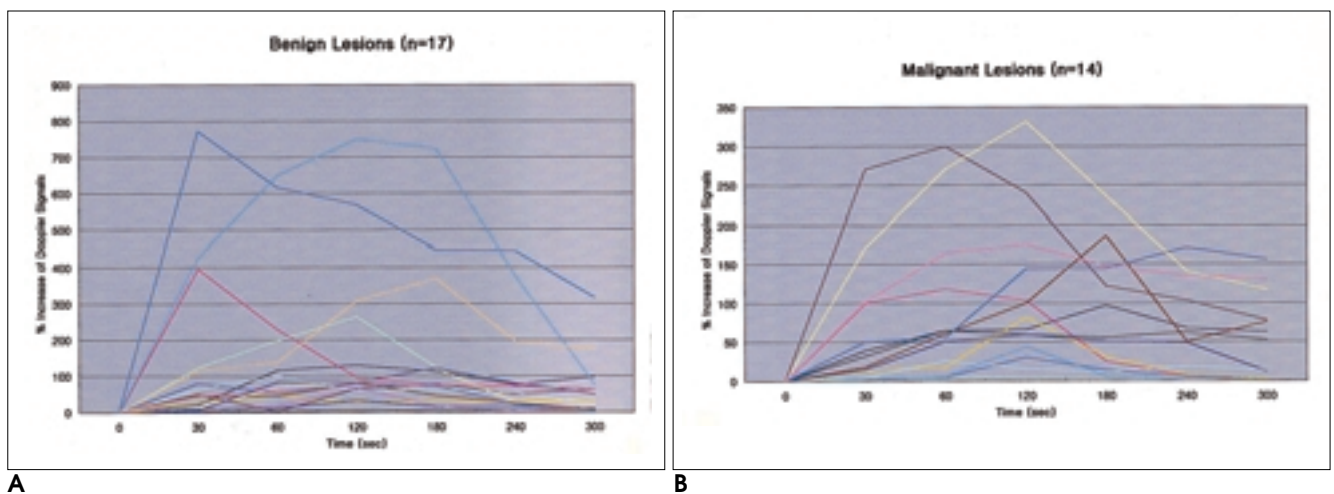 Benign Lesions (n=17)
% Increase of Doppler Signals
900
800
700
600
500
400
300
200
100
0
0 30 60 120 180 240 300
Time (sec)
A
Malignant Lesions (n=14)
% Increase of Doppler Signals
350
300
250
200
150
100
50
0
0 30 60 120 180 240 300
Time (sec)
B